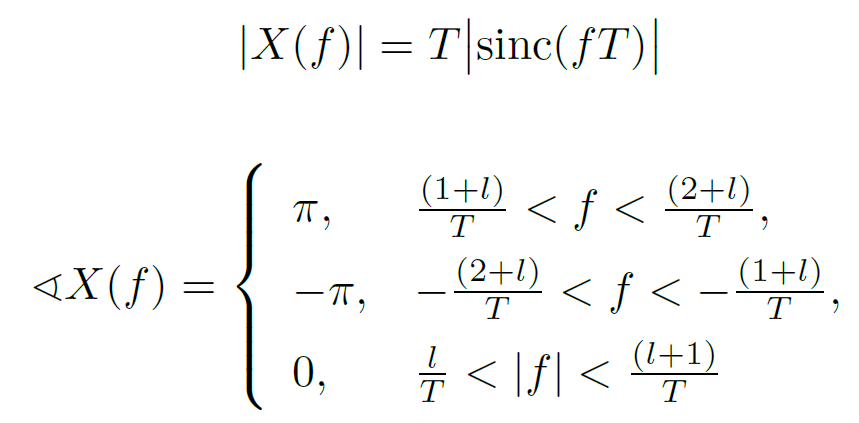 |X(f)| = T|sinc(fT)|
∢X(f) = { π, (1+l)/T < f < (2+l)/T,
−π, −(2+l)/T < f < −(1+l)/T,
0, l/T < |f| < (l+1)/T